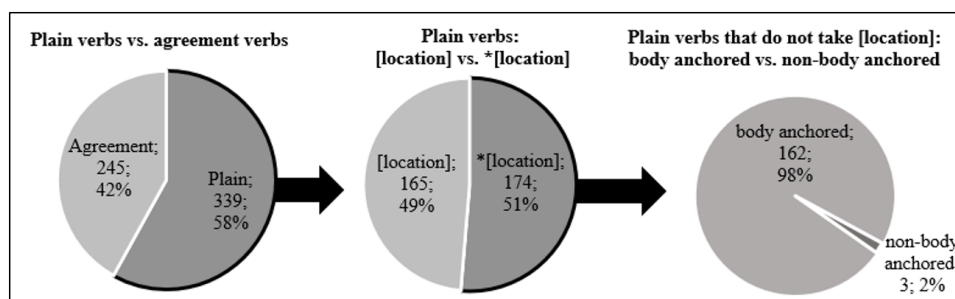 Plain verbs vs. agreement verbs
Agreement;
245;
42%
Plain;
339;
58%
Plain verbs:
[location] vs. *[location]
[location];
165;
49%
*[location];
174;
51%
Plain verbs that do not take [location]:
body anchored vs. non-body anchored
body anchored;
162;
98%
non-body
anchored
3; 2%